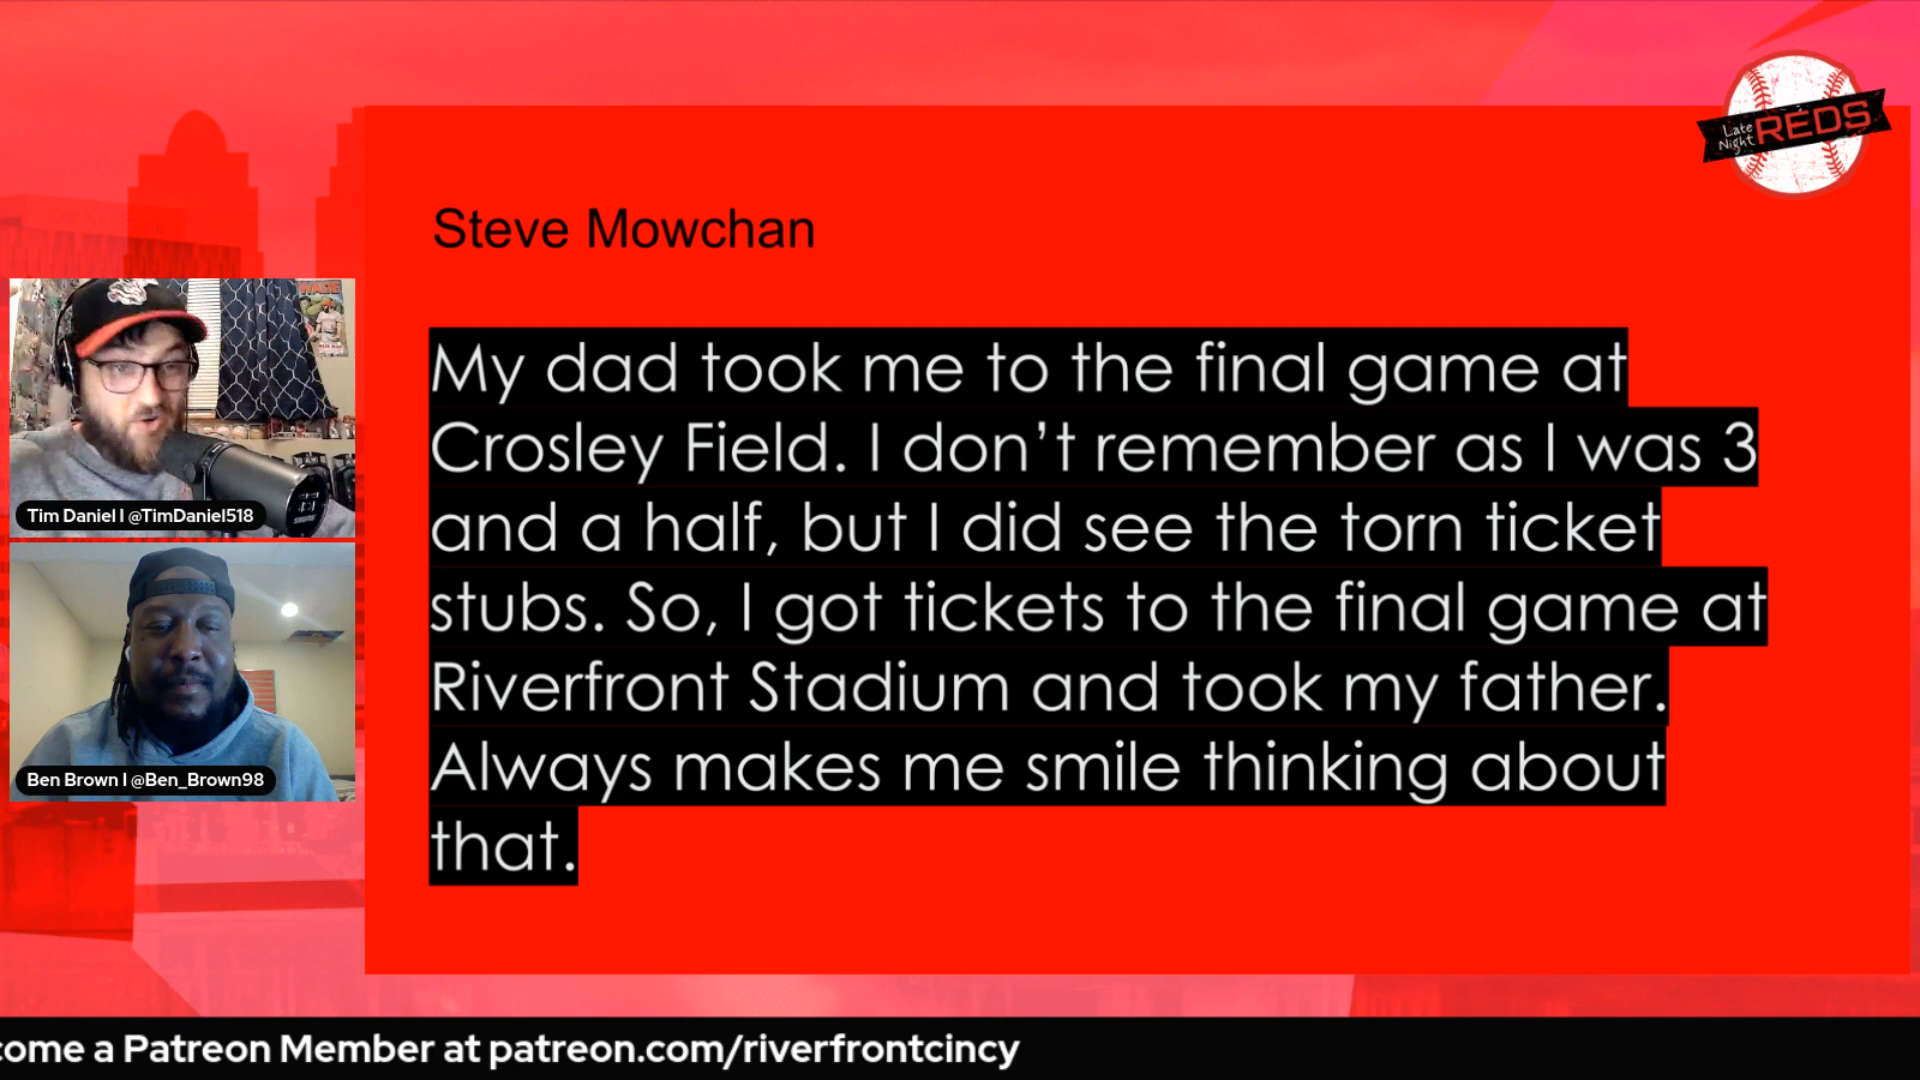 Late
Night REDS
Steve Mowchan
My dad took me to the final game at
Crosley Field. I don’t remember as I was 3
and a half, but I did see the torn ticket
stubs. So, I got tickets to the final game at
Riverfront Stadium and took my father.
Always makes me smile thinking about
that.
Tim Daniel | @TimDaniel518
Ben Brown | @Ben_Brown98
come a Patreon Member at patreon.com/riverfrontcincy